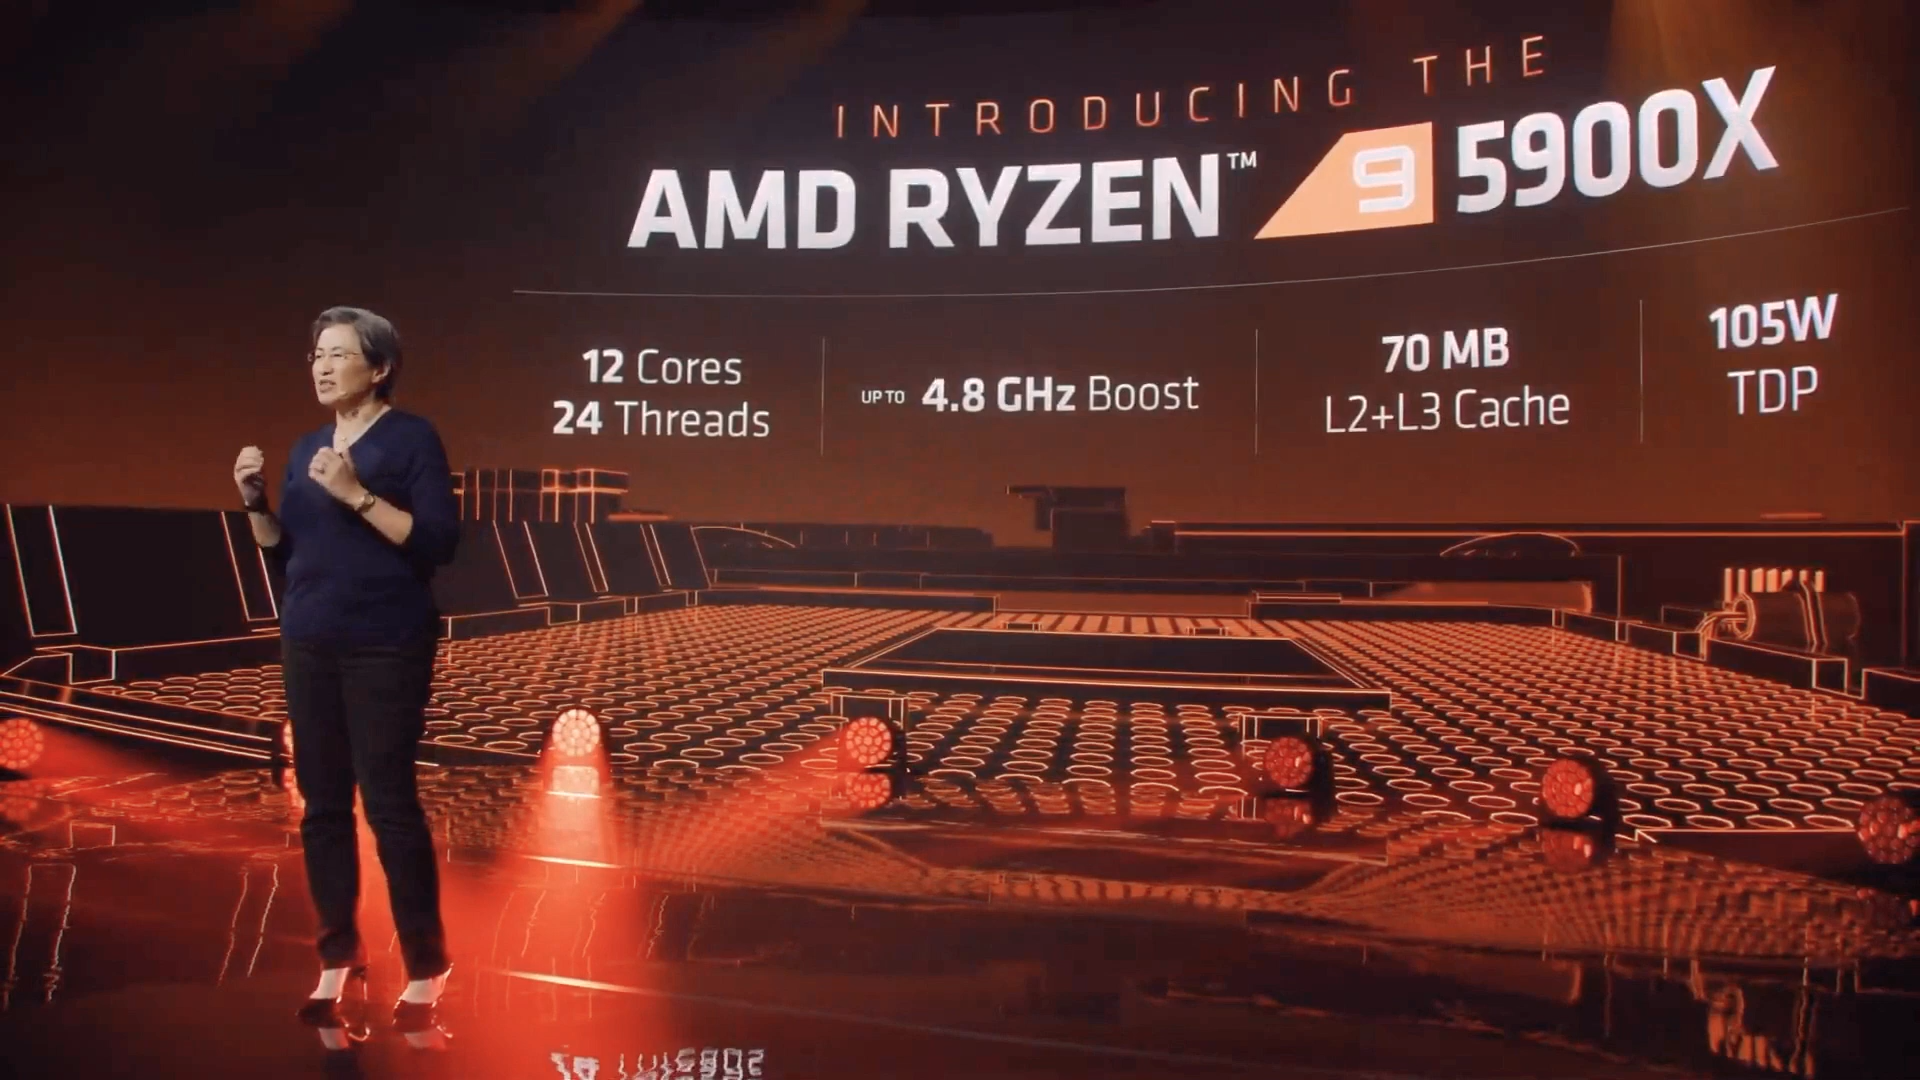 INTRODUCING THE
AMD RYZEN™ 9 5900X
12 Cores
24 Threads
UP TO 4.8 GHz Boost
70 MB
L2+L3 Cache
105W
TDP